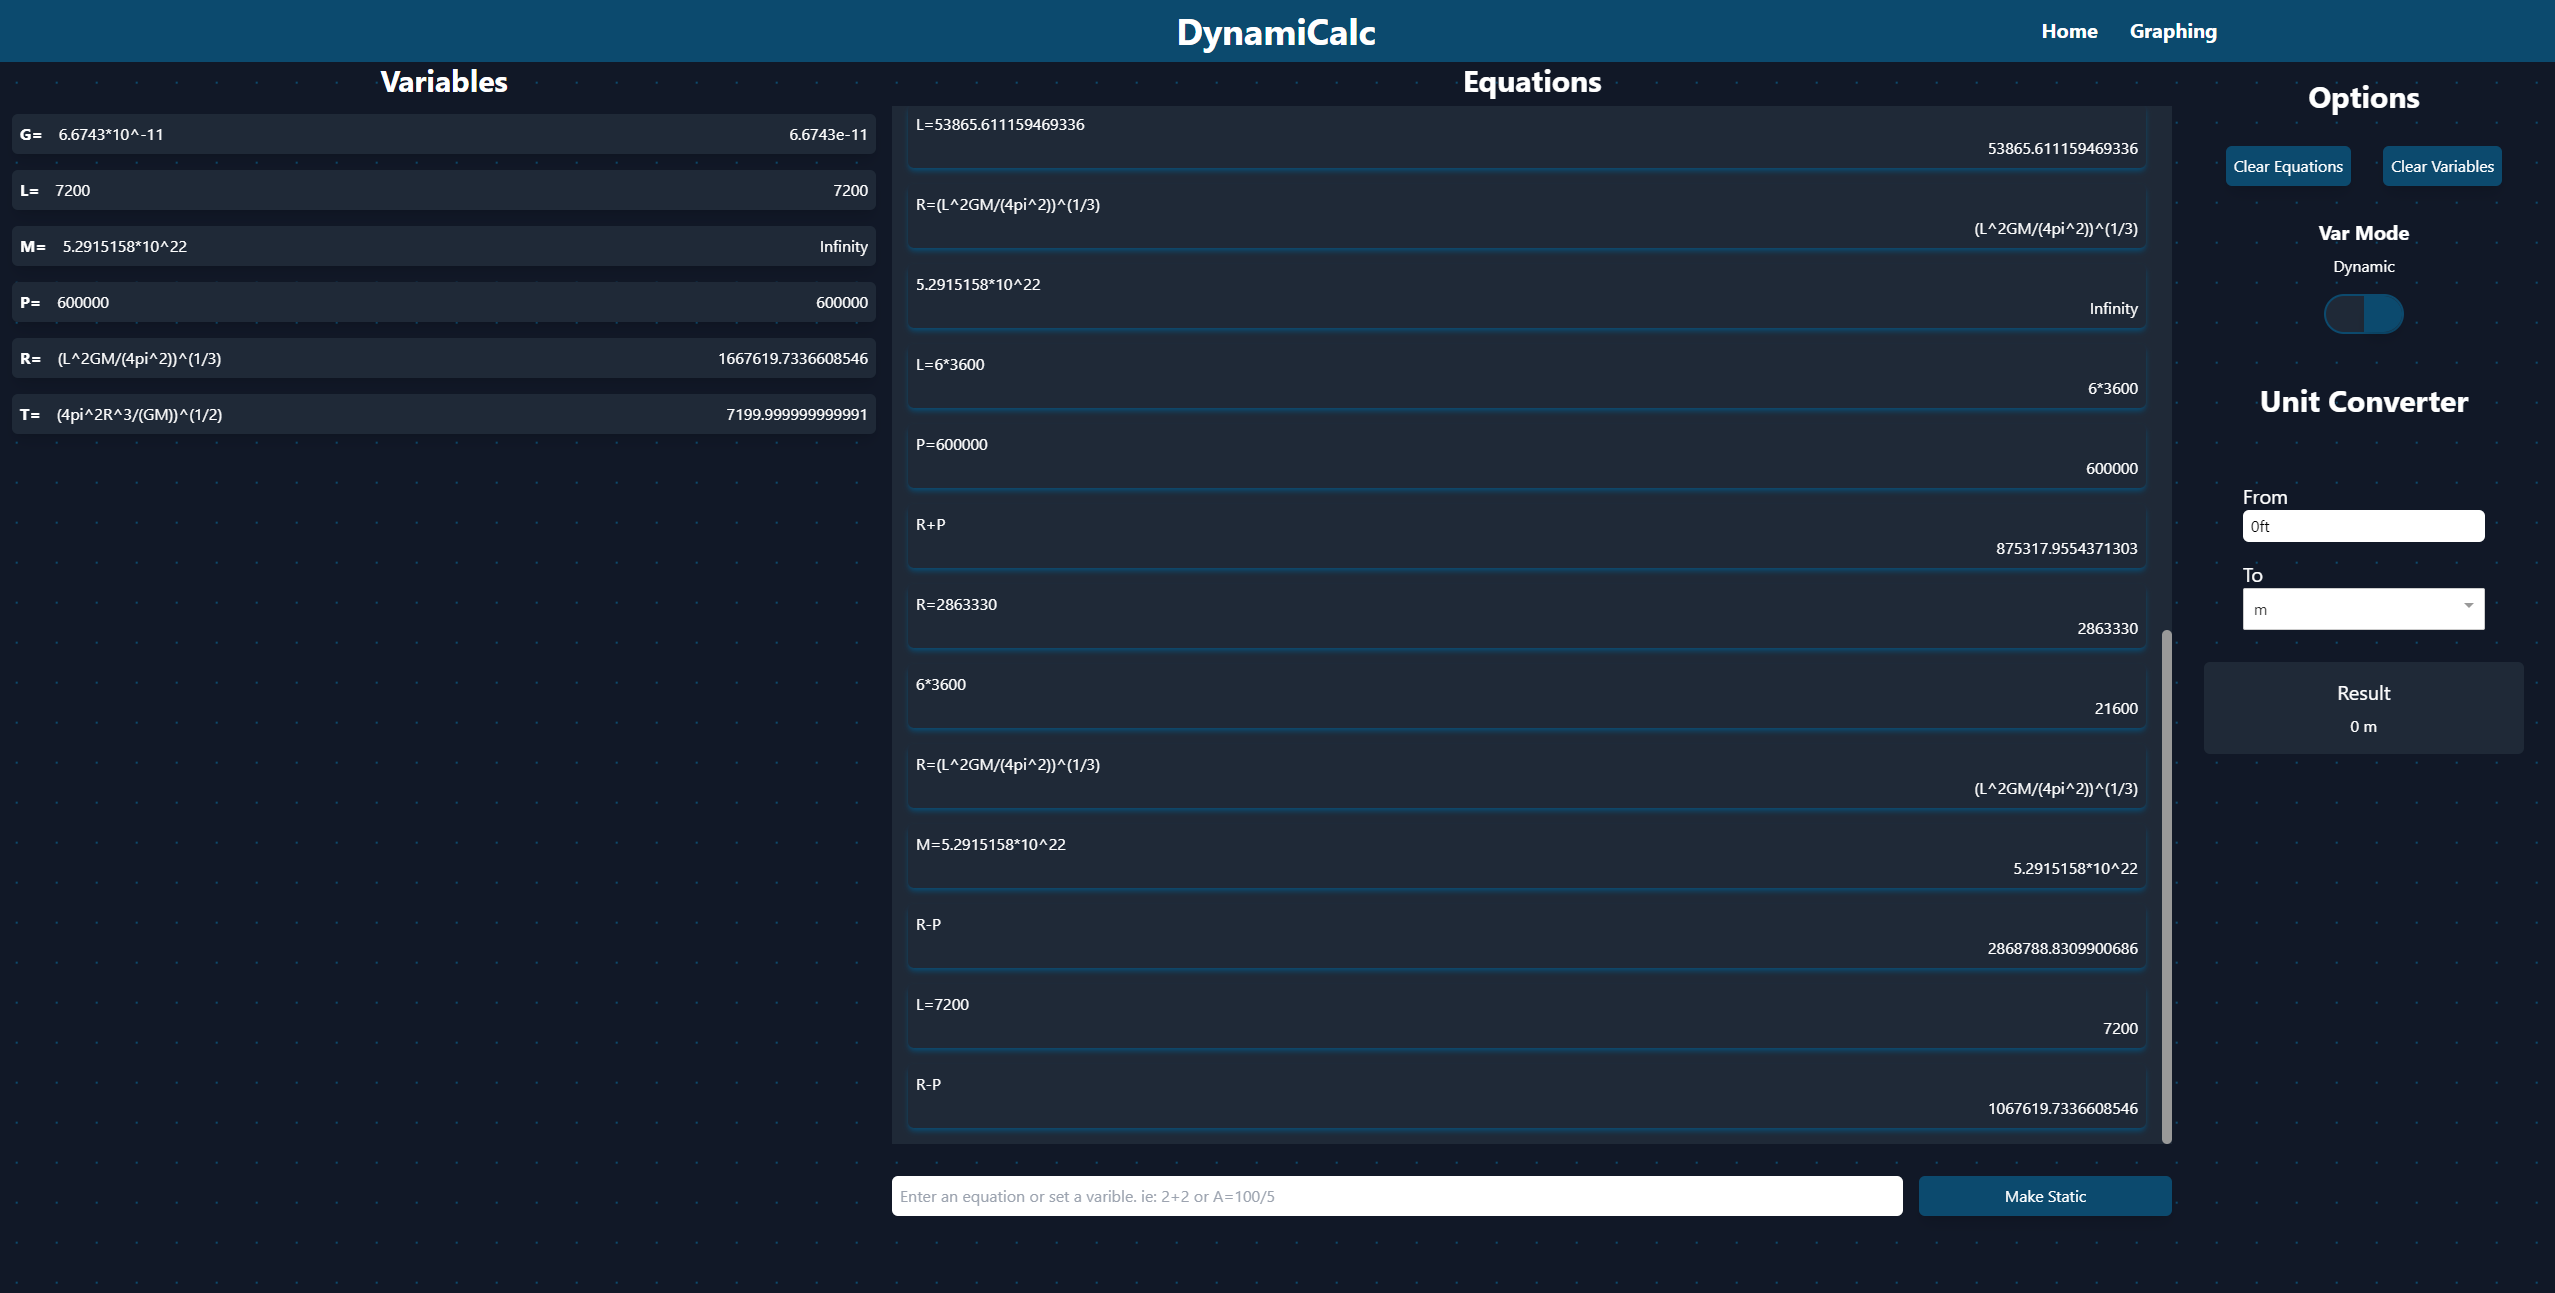 DynamiCalc
Home
Graphing
Variables
G= 6.6743*10^-11 6.6743e-11
L= 7200 7200
M= 5.2915158*10^22 Infinity
P= 600000 600000
R= (L^2GM/(4pi^2))^(1/3) 1667619.7336608546
T= (4pi^2R^3/(GM))^(1/2) 7199.999999999991
Equations
L=53865.611159469336
53865.611159469336
R=(L^2GM/(4pi^2))^(1/3)
(L^2GM/(4pi^2))^(1/3)
5.2915158*10^22
Infinity
L=6*3600
6*3600
P=600000
600000
R+P
875317.9554371303
R=2863330
2863330
6*3600
21600
R=(L^2GM/(4pi^2))^(1/3)
(L^2GM/(4pi^2))^(1/3)
M=5.2915158*10^22
5.2915158*10^22
R-P
2868788.8309900686
L=7200
7200
R-P
1067619.7336608546
Enter an equation or set a varible. ie: 2+2 or A=100/5
Make Static
Options
Clear Equations
Clear Variables
Var Mode
Dynamic
Unit Converter
From
0ft
To
m
Result
0 m